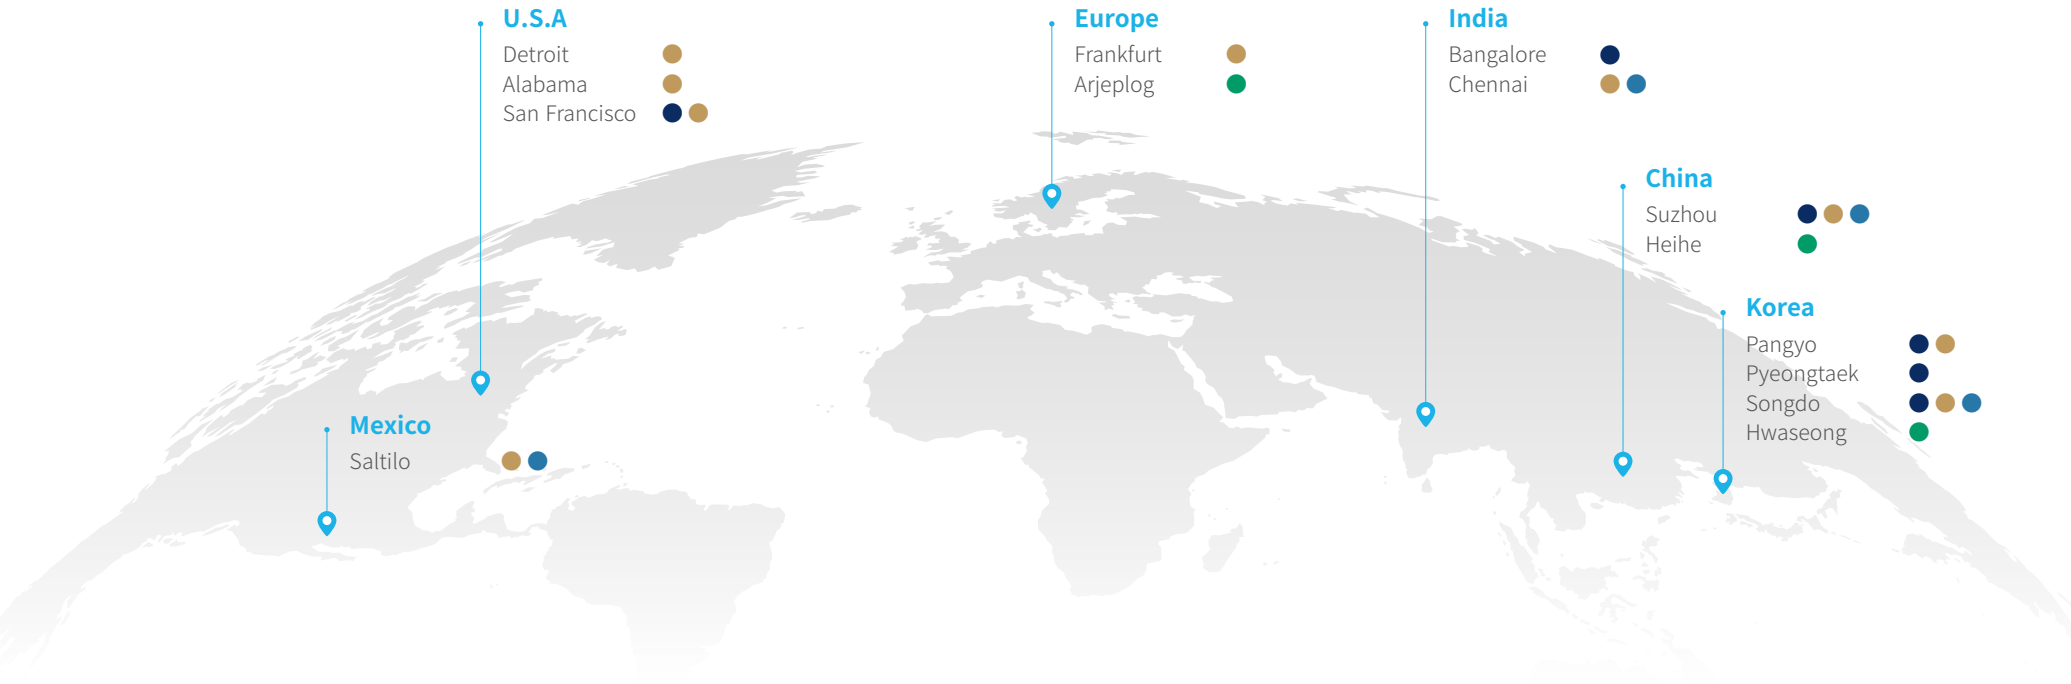 U.S.A
Detroit
Alabama
San Francisco
Europe
Frankfurt
Arjeplog
India
Bangalore
Chennai
China
Suzhou
Heihe
Korea
Pangyo
Pyeongtaek
Songdo
Hwaseong
Mexico
Saltilo